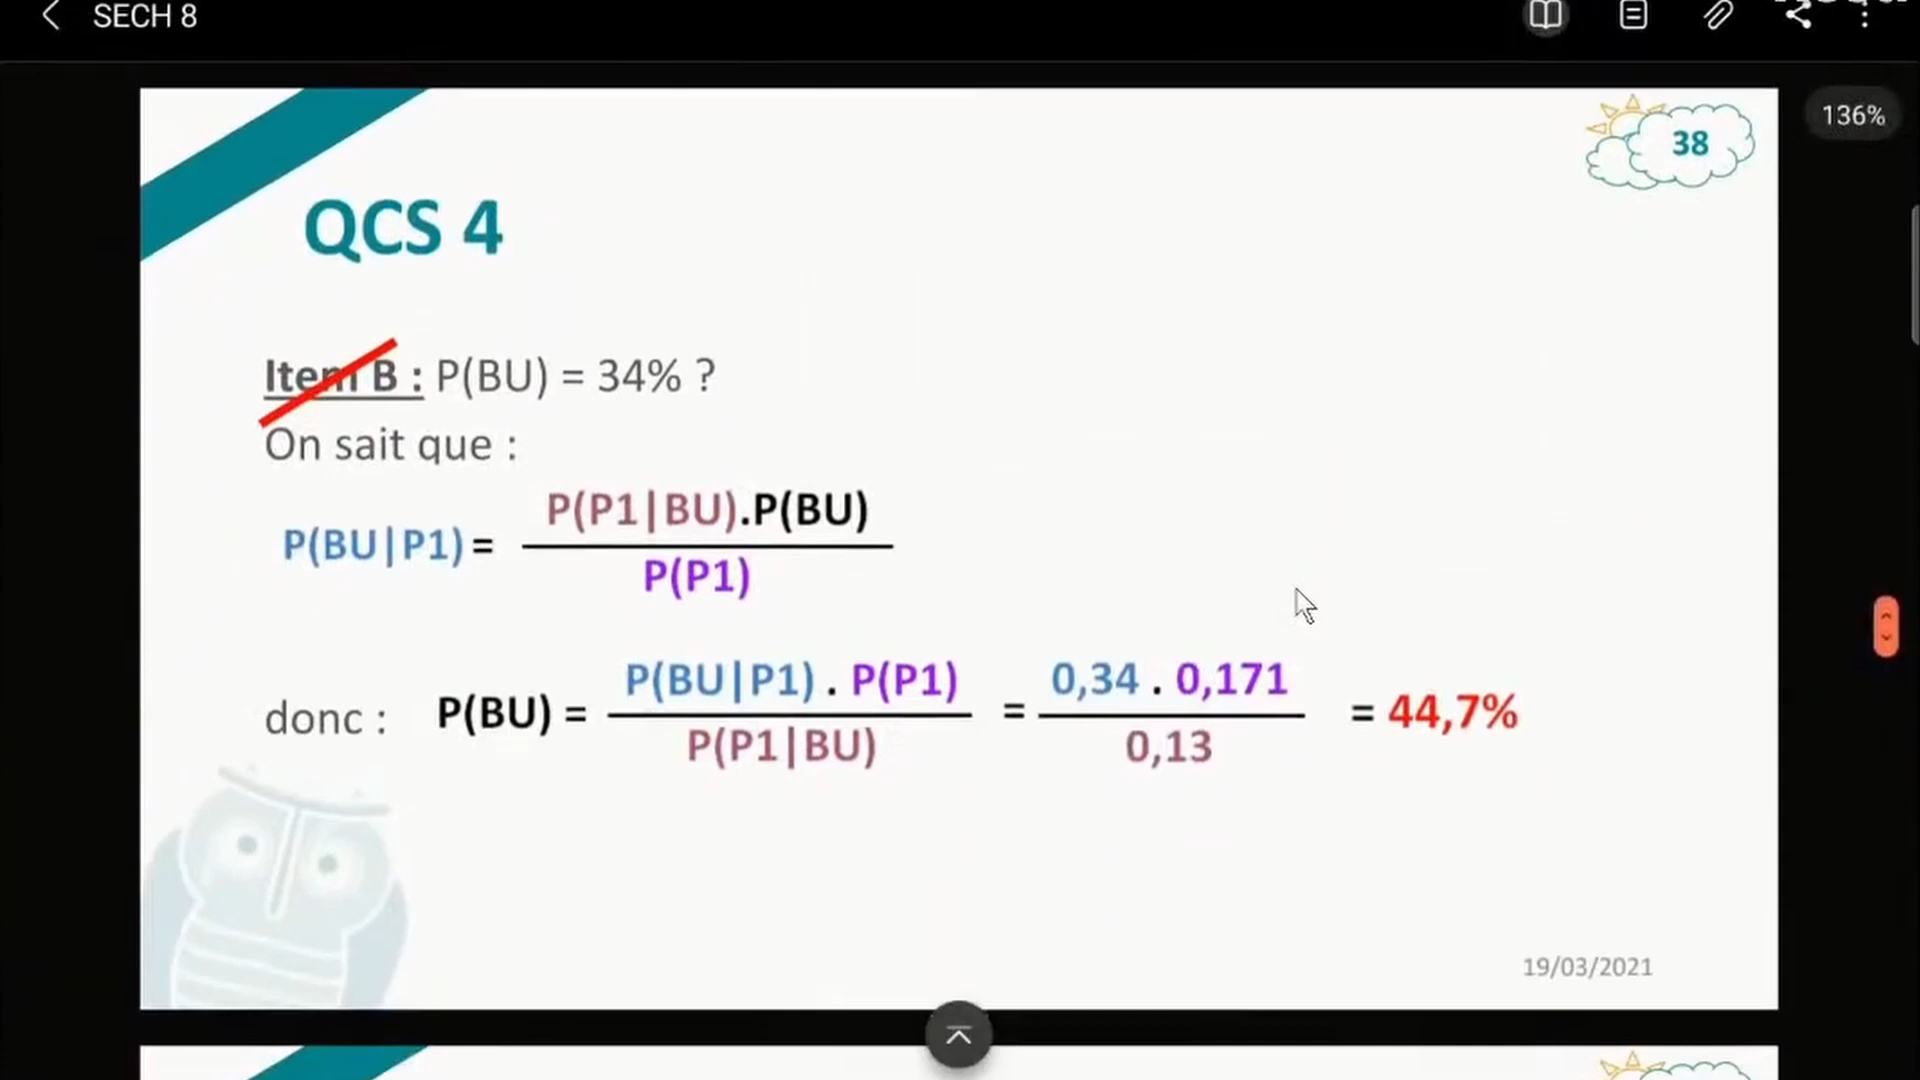 SECH 8
136%
38
QCS 4
Item B : P(BU) = 34% ?
On sait que :
P(BU|P1) = P(P1|BU).P(BU)
P(P1)
donc : P(BU) = P(BU|P1) . P(P1) = 0,34 . 0,171 = 44,7%
P(P1|BU) 0,13
19/03/2021